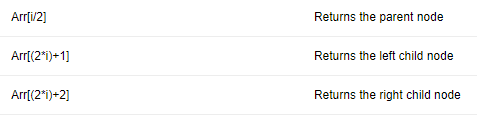 Arr[i/2] Returns the parent node
Arr[(2*i)+1] Returns the left child node
Arr[(2*i)+2] Returns the right child node